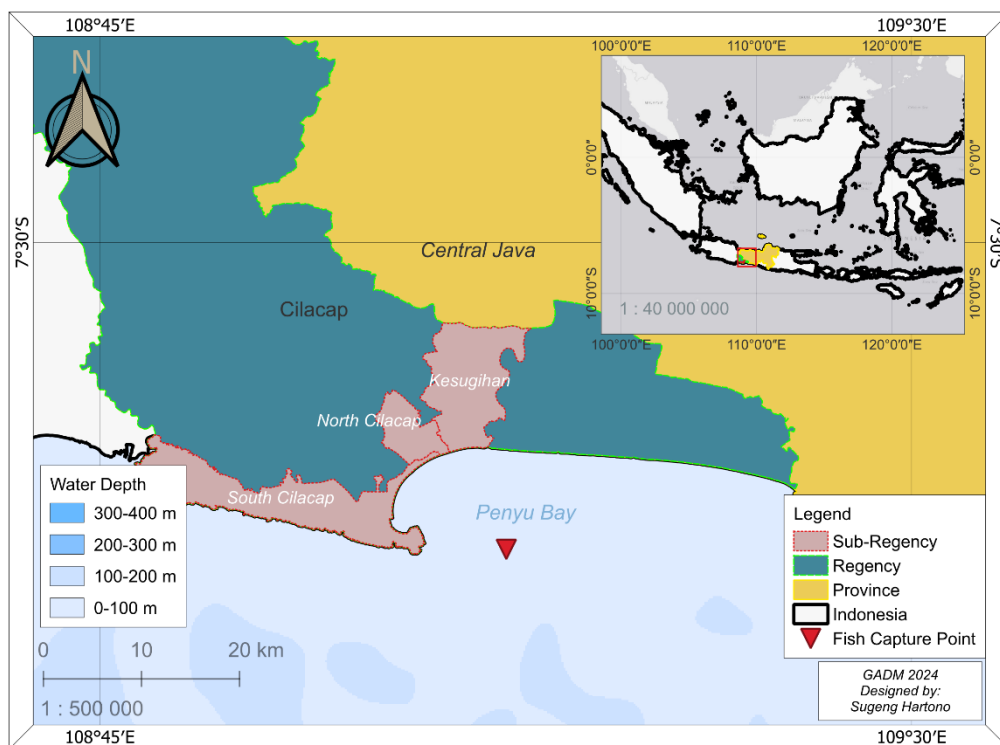 108°45'E
109°30'E
N
100°0'0"E
110°0'0"E
120°0'0"E
0°0'0"
0°0'0"
7°30'S
7°30'S
Central Java
10°0'0"S
10°0'0"S
Cilacap
1 : 40 000 000
100°0'0"E
110°0'0"E
120°0'0"E
Kesugihan
North Cilacap
Water Depth
300-400 m
200-300 m
100-200 m
0-100 m
South Cilacap
Penyu Bay
Legend
Sub-Regency
Regency
Province
Indonesia
Fish Capture Point
0 10 20 km
1 : 500 000
GADM 2024
Designed by:
Sugeng Hartono
108°45'E
109°30'E